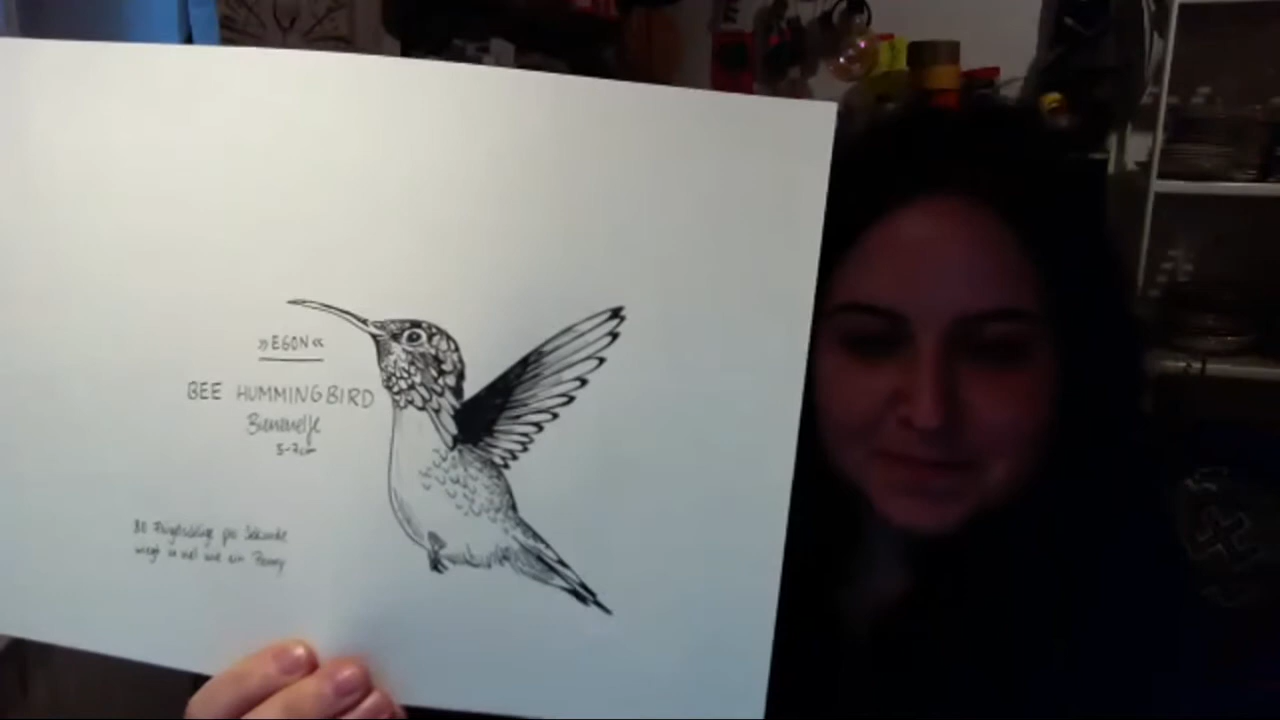 »EGON«
BEE HUMMINGBIRD
Bienenelfe
5-7cm
80 Flügelschläge pro Sekunde
wiegt so viel wie ein Penny